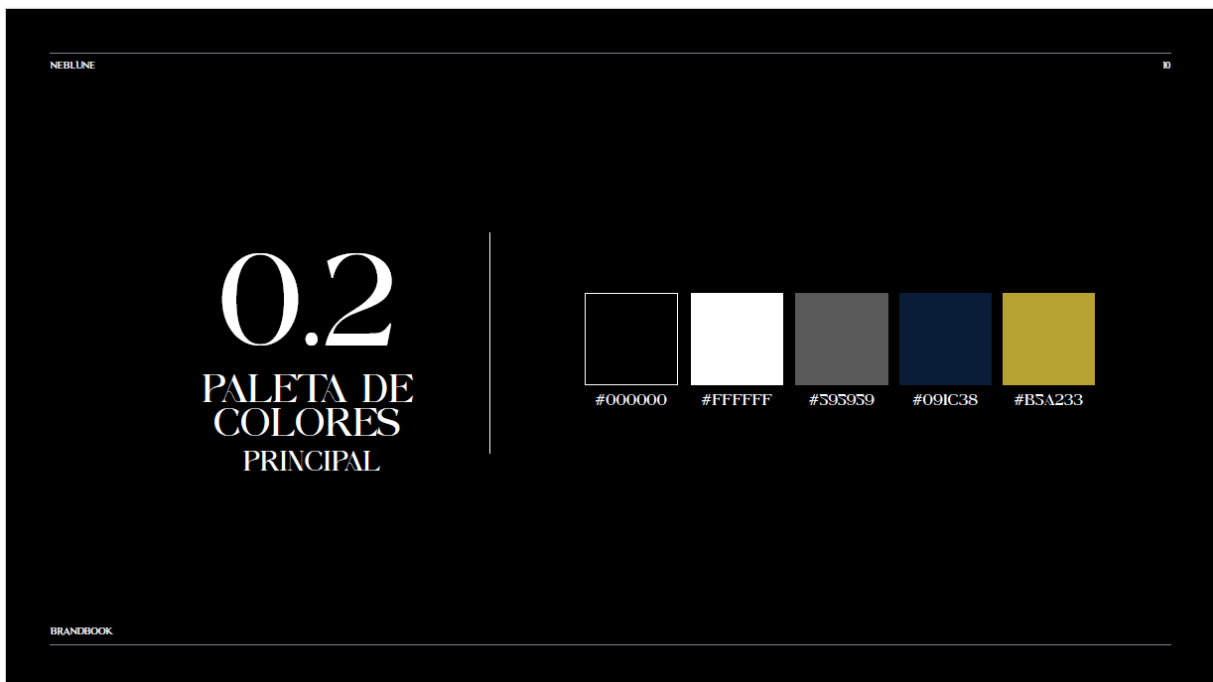 NEBLUNE
10
0.2
PALETA DE
COLORES
PRINCIPAL
#000000 #FFFFFF #595959 #091C38 #B5A233
BRANDBOOK